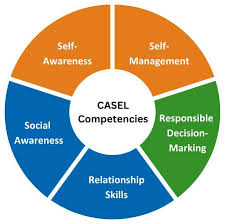 Self-
Awareness
Self-
Management
CASEL
Competencies
Social
Awareness
Responsible
Decision-
Marking
Relationship
Skills